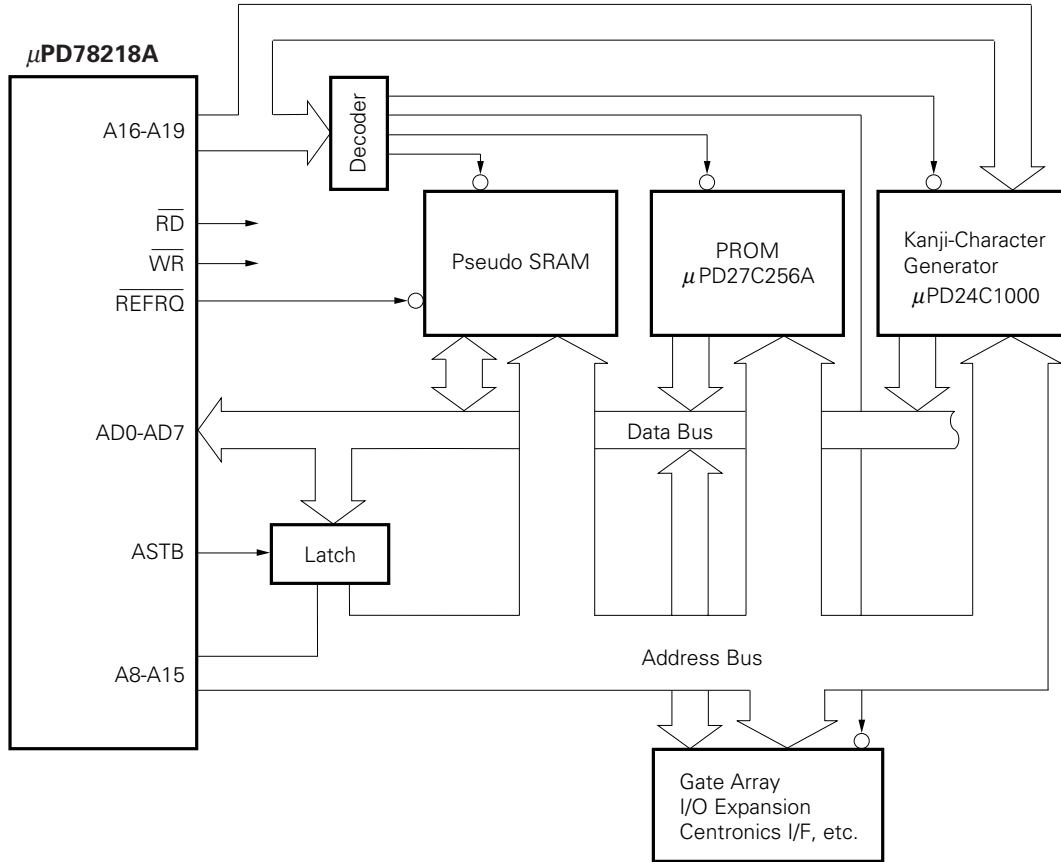 μPD78218A
A16-A19
Decoder
RD
WR
REFRQ
Pseudo SRAM
PROM
μPD27C256A
Kanji-Character
Generator
μPD24C1000
AD0-AD7
Data Bus
ASTB
Latch
A8-A15
Address Bus
Gate Array
I/O Expansion
Centronics I/F, etc.